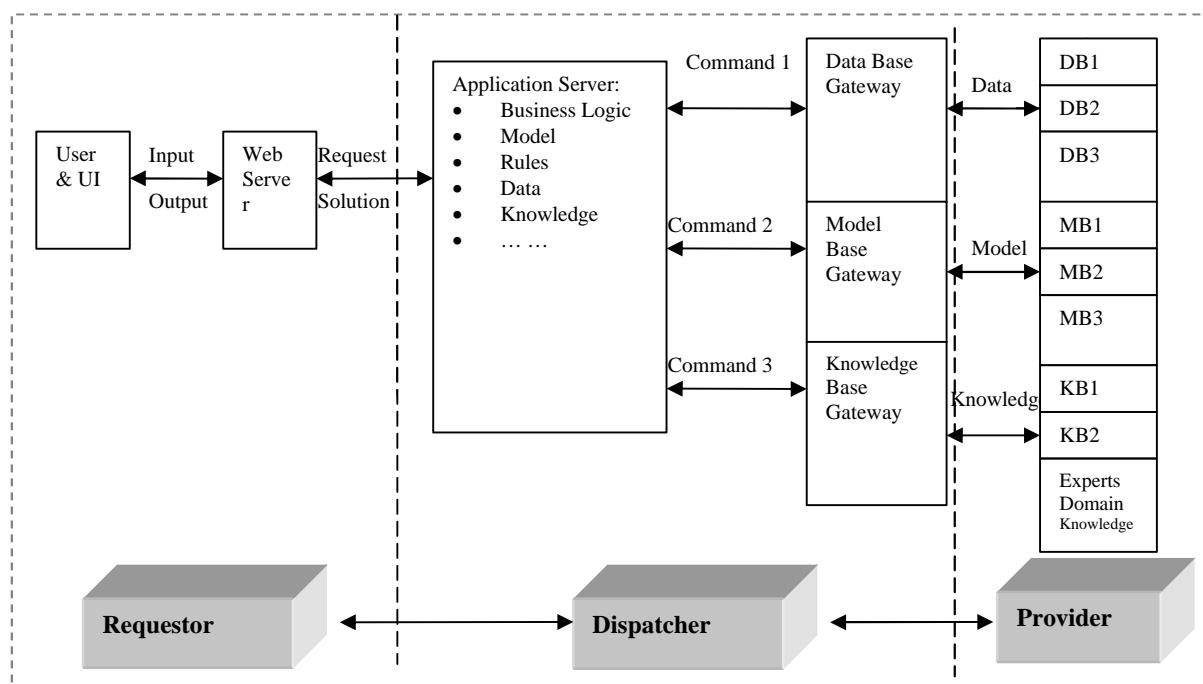 User
& UI
Input
Output
Web
Serve
r
Request
Solution
Application Server:
• Business Logic
• Model
• Rules
• Data
• Knowledge
• … …
Command 1
Command 2
Command 3
Data Base
Gateway
Model
Base
Gateway
Knowledge
Base
Gateway
Data
Model
Knowledg
DB1
DB2
DB3
MB1
MB2
MB3
KB1
KB2
Experts
Domain
Knowledge
Requestor
Dispatcher
Provider